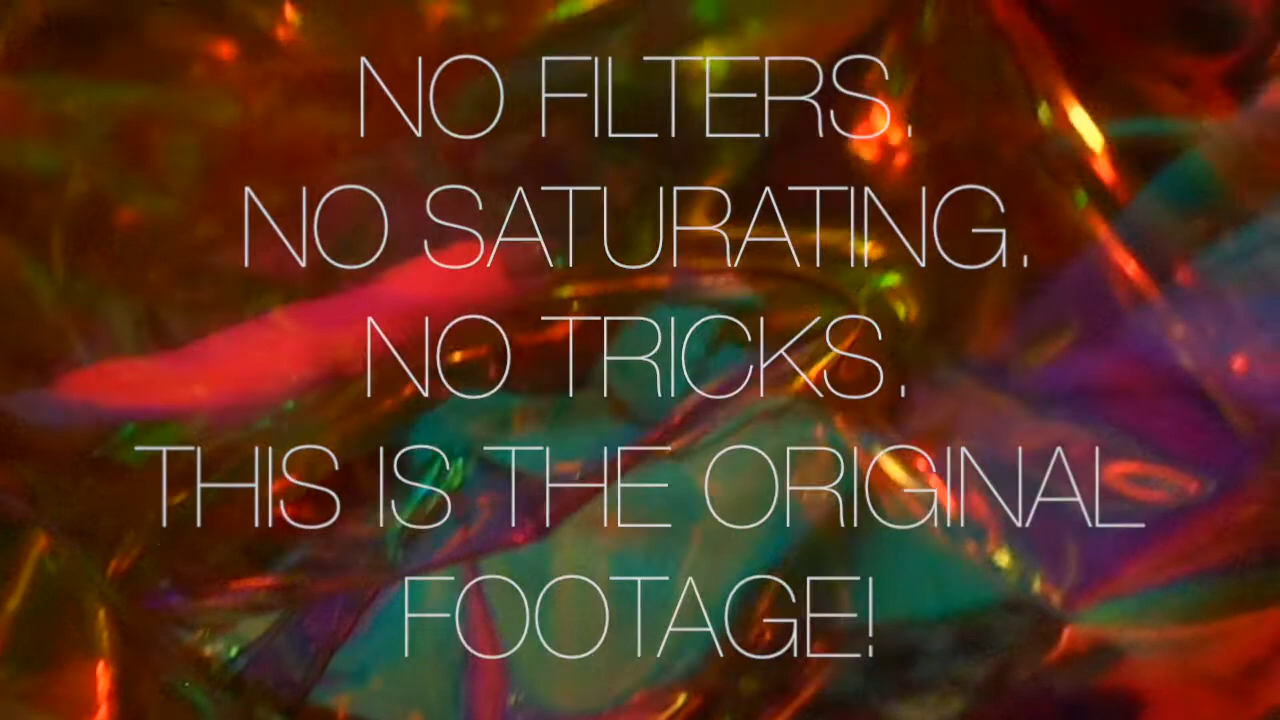 NO FILTERS.
NO SATURATING.
NO TRICKS.
THIS IS THE ORIGINAL
FOOTAGE!